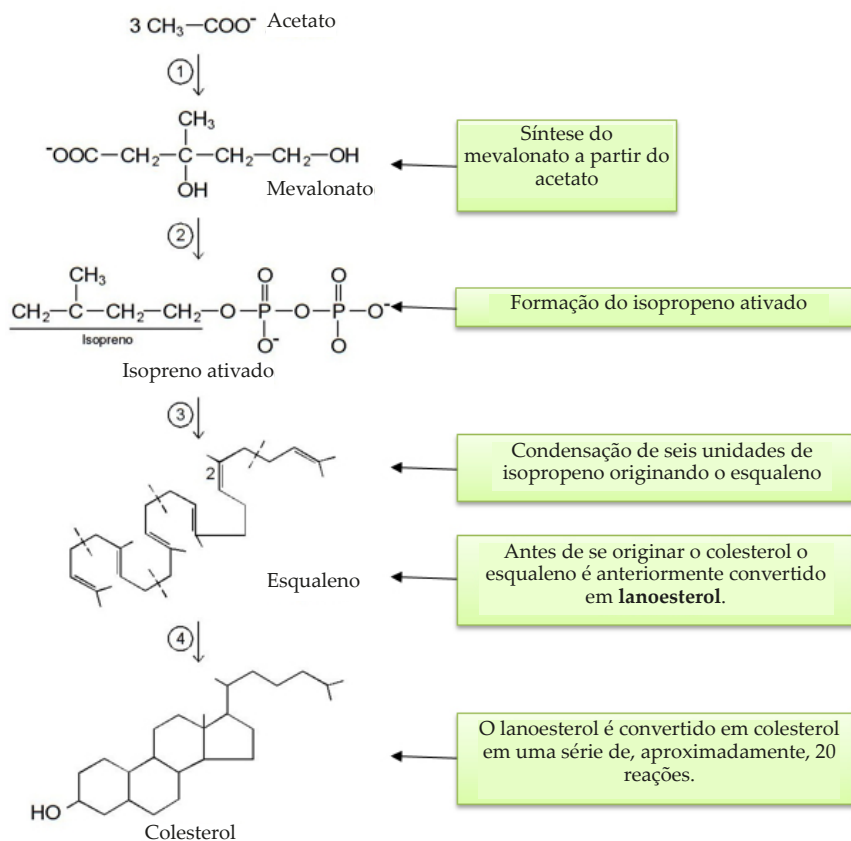 3 CH₃—COO⁻ Acetato
1
CH₃
⁻OOC—CH₂—C—CH₂—CH₂—OH
OH
Mevalonato
Síntese do
mevalonato a partir do
acetato
2
CH₃ O O
CH₂—C—CH₂—CH₂—O—P—O—P—O⁻
Isopreno
O⁻ O
Isopreno ativado
Formação do isopropeno ativado
3
2
Esqualeno
Condensação de seis unidades de
isopropeno originando o esqualeno
Antes de se originar o colesterol o
esqualeno é anteriormente convertido
em lanoesterol.
4
HO
Colesterol
O lanoesterol é convertido em colesterol
em uma série de, aproximadamente, 20
reações.